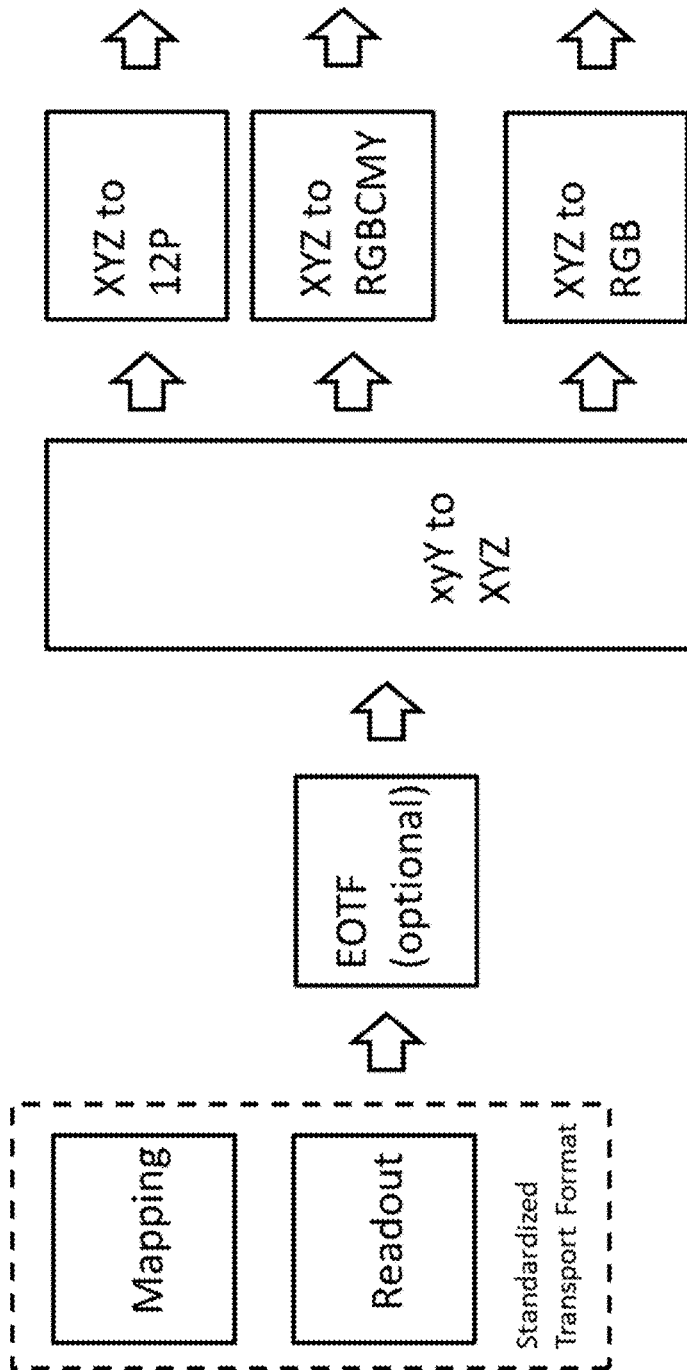 Mapping
Readout
Standardized
Transport Format
EOTF
(optional)
xyY to
XYZ
XYZ to
12P
XYZ to
RGBCMY
XYZ to
RGB